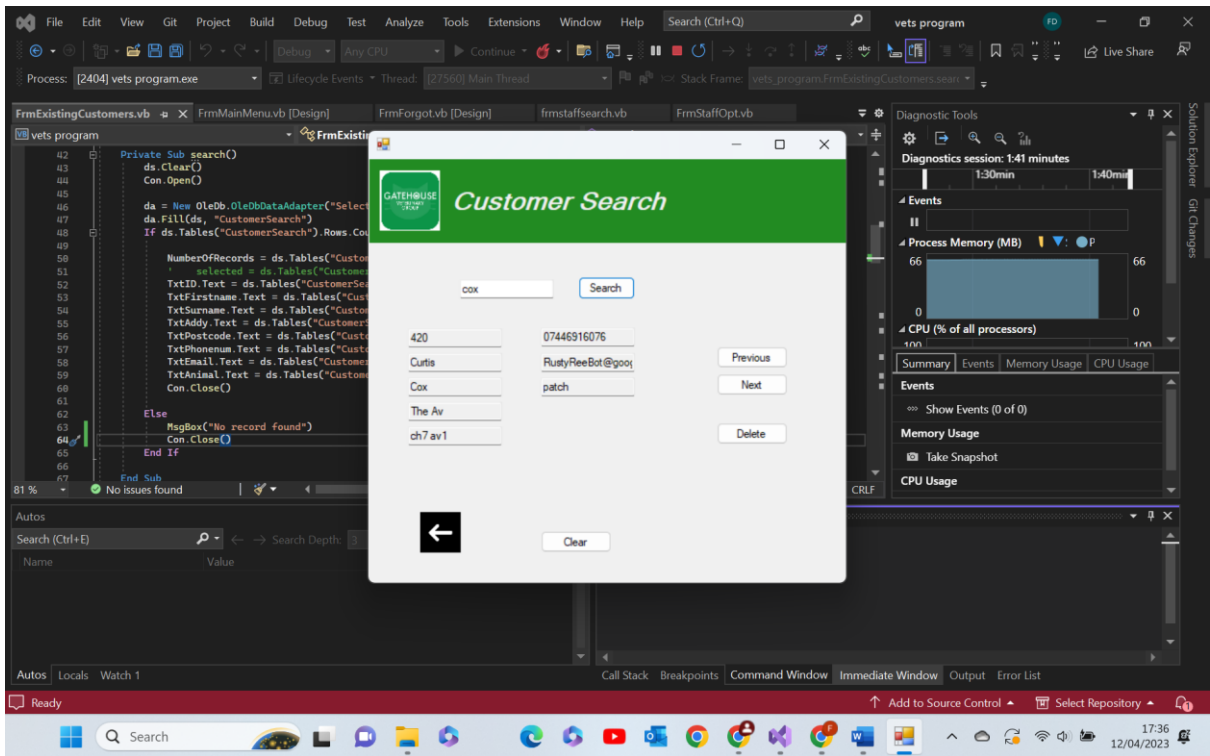 File Edit View Git Project Build Debug Test Analyze Tools Extensions Window Help Search (Ctrl+Q) vets program FD
Debug Any CPU Continue Live Share
Process: [2404] vets program.exe Lifecycle Events Thread: [27560] Main Thread Stack Frame: vets_program.FrmExistingCustomers.sear
FrmExistingCustomers.vb FrmMainMenu.vb [Design] FrmForgot.vb [Design] frmstaffsearch.vb FrmStaffOpt.vb
vets program FrmExistin
42 Private Sub search()
43 ds.Clear()
44 Con.Open()
45
46 da = New OleDb.OleDbDataAdapter("Select
47 da.Fill(ds, "CustomerSearch")
48 If ds.Tables("CustomerSearch").Rows.Cou
49
50 NumberOfRecords = ds.Tables("Custom
51 ' selected = ds.Tables("Customer
52 TxtID.Text = ds.Tables("CustomerSea
53 TxtFirstname.Text = ds.Tables("Cust
54 TxtSurname.Text = ds.Tables("Custom
55 TxtAddy.Text = ds.Tables("CustomerS
56 TxtPostcode.Text = ds.Tables("Custo
57 TxtPhonenum.Text = ds.Tables("Custo
58 TxtEmail.Text = ds.Tables("Customer
59 TxtAnimal.Text = ds.Tables("Custome
60 Con.Close()
61
62 Else
63 MsgBox("No record found")
64 Con.Close()
65 End If
66
67 End Sub
81 % No issues found CRLF
GATEHOUSE
Customer Search
cox Search
420 07446916076
Curtis RustyReeBot@goog Previous
Cox patch Next
The Av
ch7 av1 Delete
Clear
Diagnostic Tools
Diagnostics session: 1:41 minutes
1:30min 1:40min
Events
Process Memory (MB) P
66 66
0 0
CPU (% of all processors)
100 100
Summary Events Memory Usage CPU Usage
Events
Show Events (0 of 0)
Memory Usage
Take Snapshot
CPU Usage
Solution Explorer
Git Changes
Autos
Search (Ctrl+E) Search Depth: 3
Name Value
Autos Locals Watch 1 Call Stack Breakpoints Command Window Immediate Window Output Error List
Ready Add to Source Control Select Repository 1
Search 17:36
12/04/2023